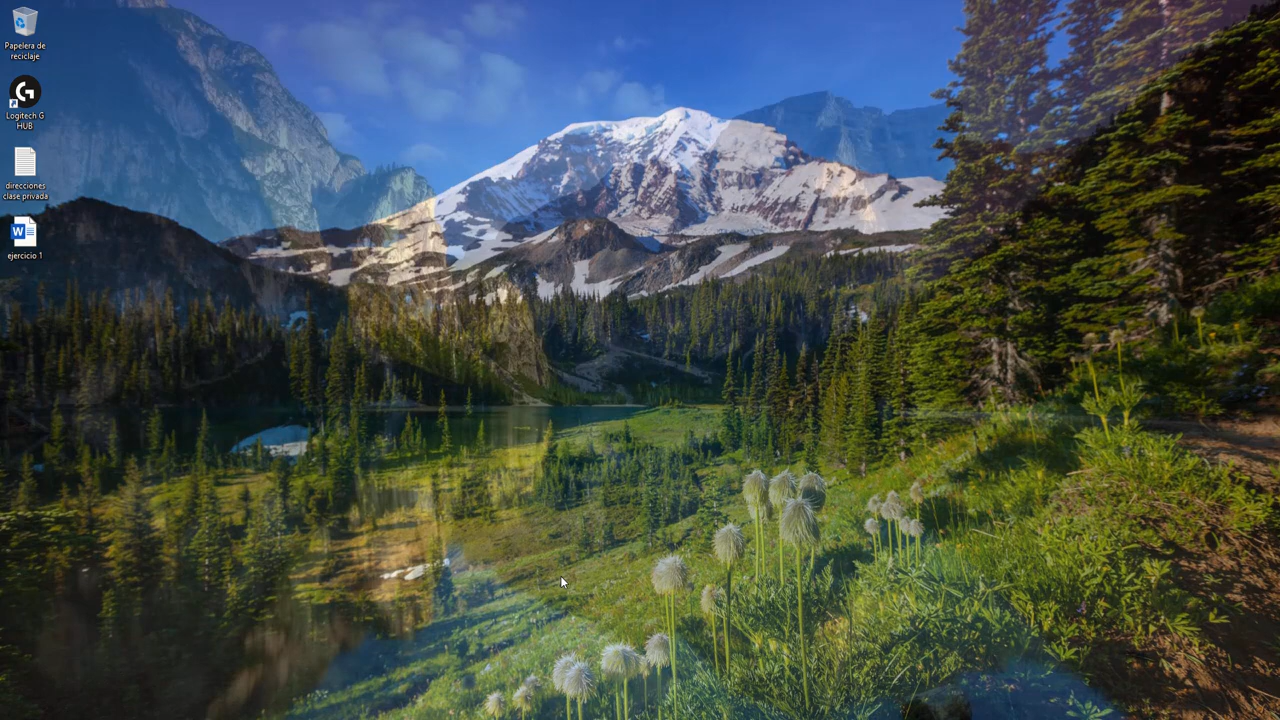 Papelera de
reciclaje
Logitech G
HUB
direcciones
clase privada
ejercicio 1